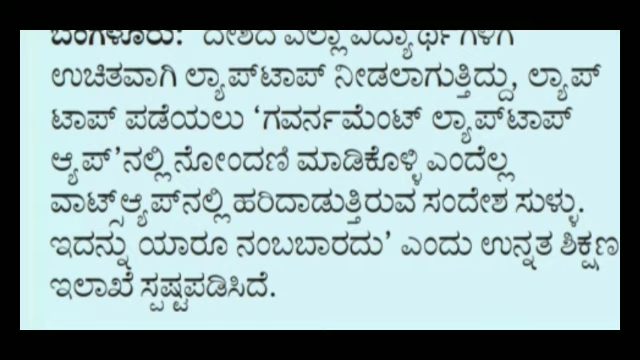 ಬೆಂಗಳೂರು: 'ದೇಶದ ಎಲ್ಲಾ ವಿದ್ಯಾರ್ಥಿಗಳಿಗೆ
ಉಚಿತವಾಗಿ ಲ್ಯಾಪ್‌ಟಾಪ್ ನೀಡಲಾಗುತ್ತಿದ್ದು, ಲ್ಯಾಪ್
ಟಾಪ್ ಪಡೆಯಲು 'ಗವರ್ನಮೆಂಟ್ ಲ್ಯಾಪ್‌ಟಾಪ್
ಆ್ಯಪ್'ನಲ್ಲಿ ನೋಂದಣಿ ಮಾಡಿಕೊಳ್ಳಿ ಎಂದೆಲ್ಲ
ವಾಟ್ಸ್‌ಆ್ಯಪ್‌ನಲ್ಲಿ ಹರಿದಾಡುತ್ತಿರುವ ಸಂದೇಶ ಸುಳ್ಳು.
ಇದನ್ನು ಯಾರೂ ನಂಬಬಾರದು' ಎಂದು ಉನ್ನತ ಶಿಕ್ಷಣ
ಇಲಾಖೆ ಸ್ಪಷ್ಟಪಡಿಸಿದೆ.